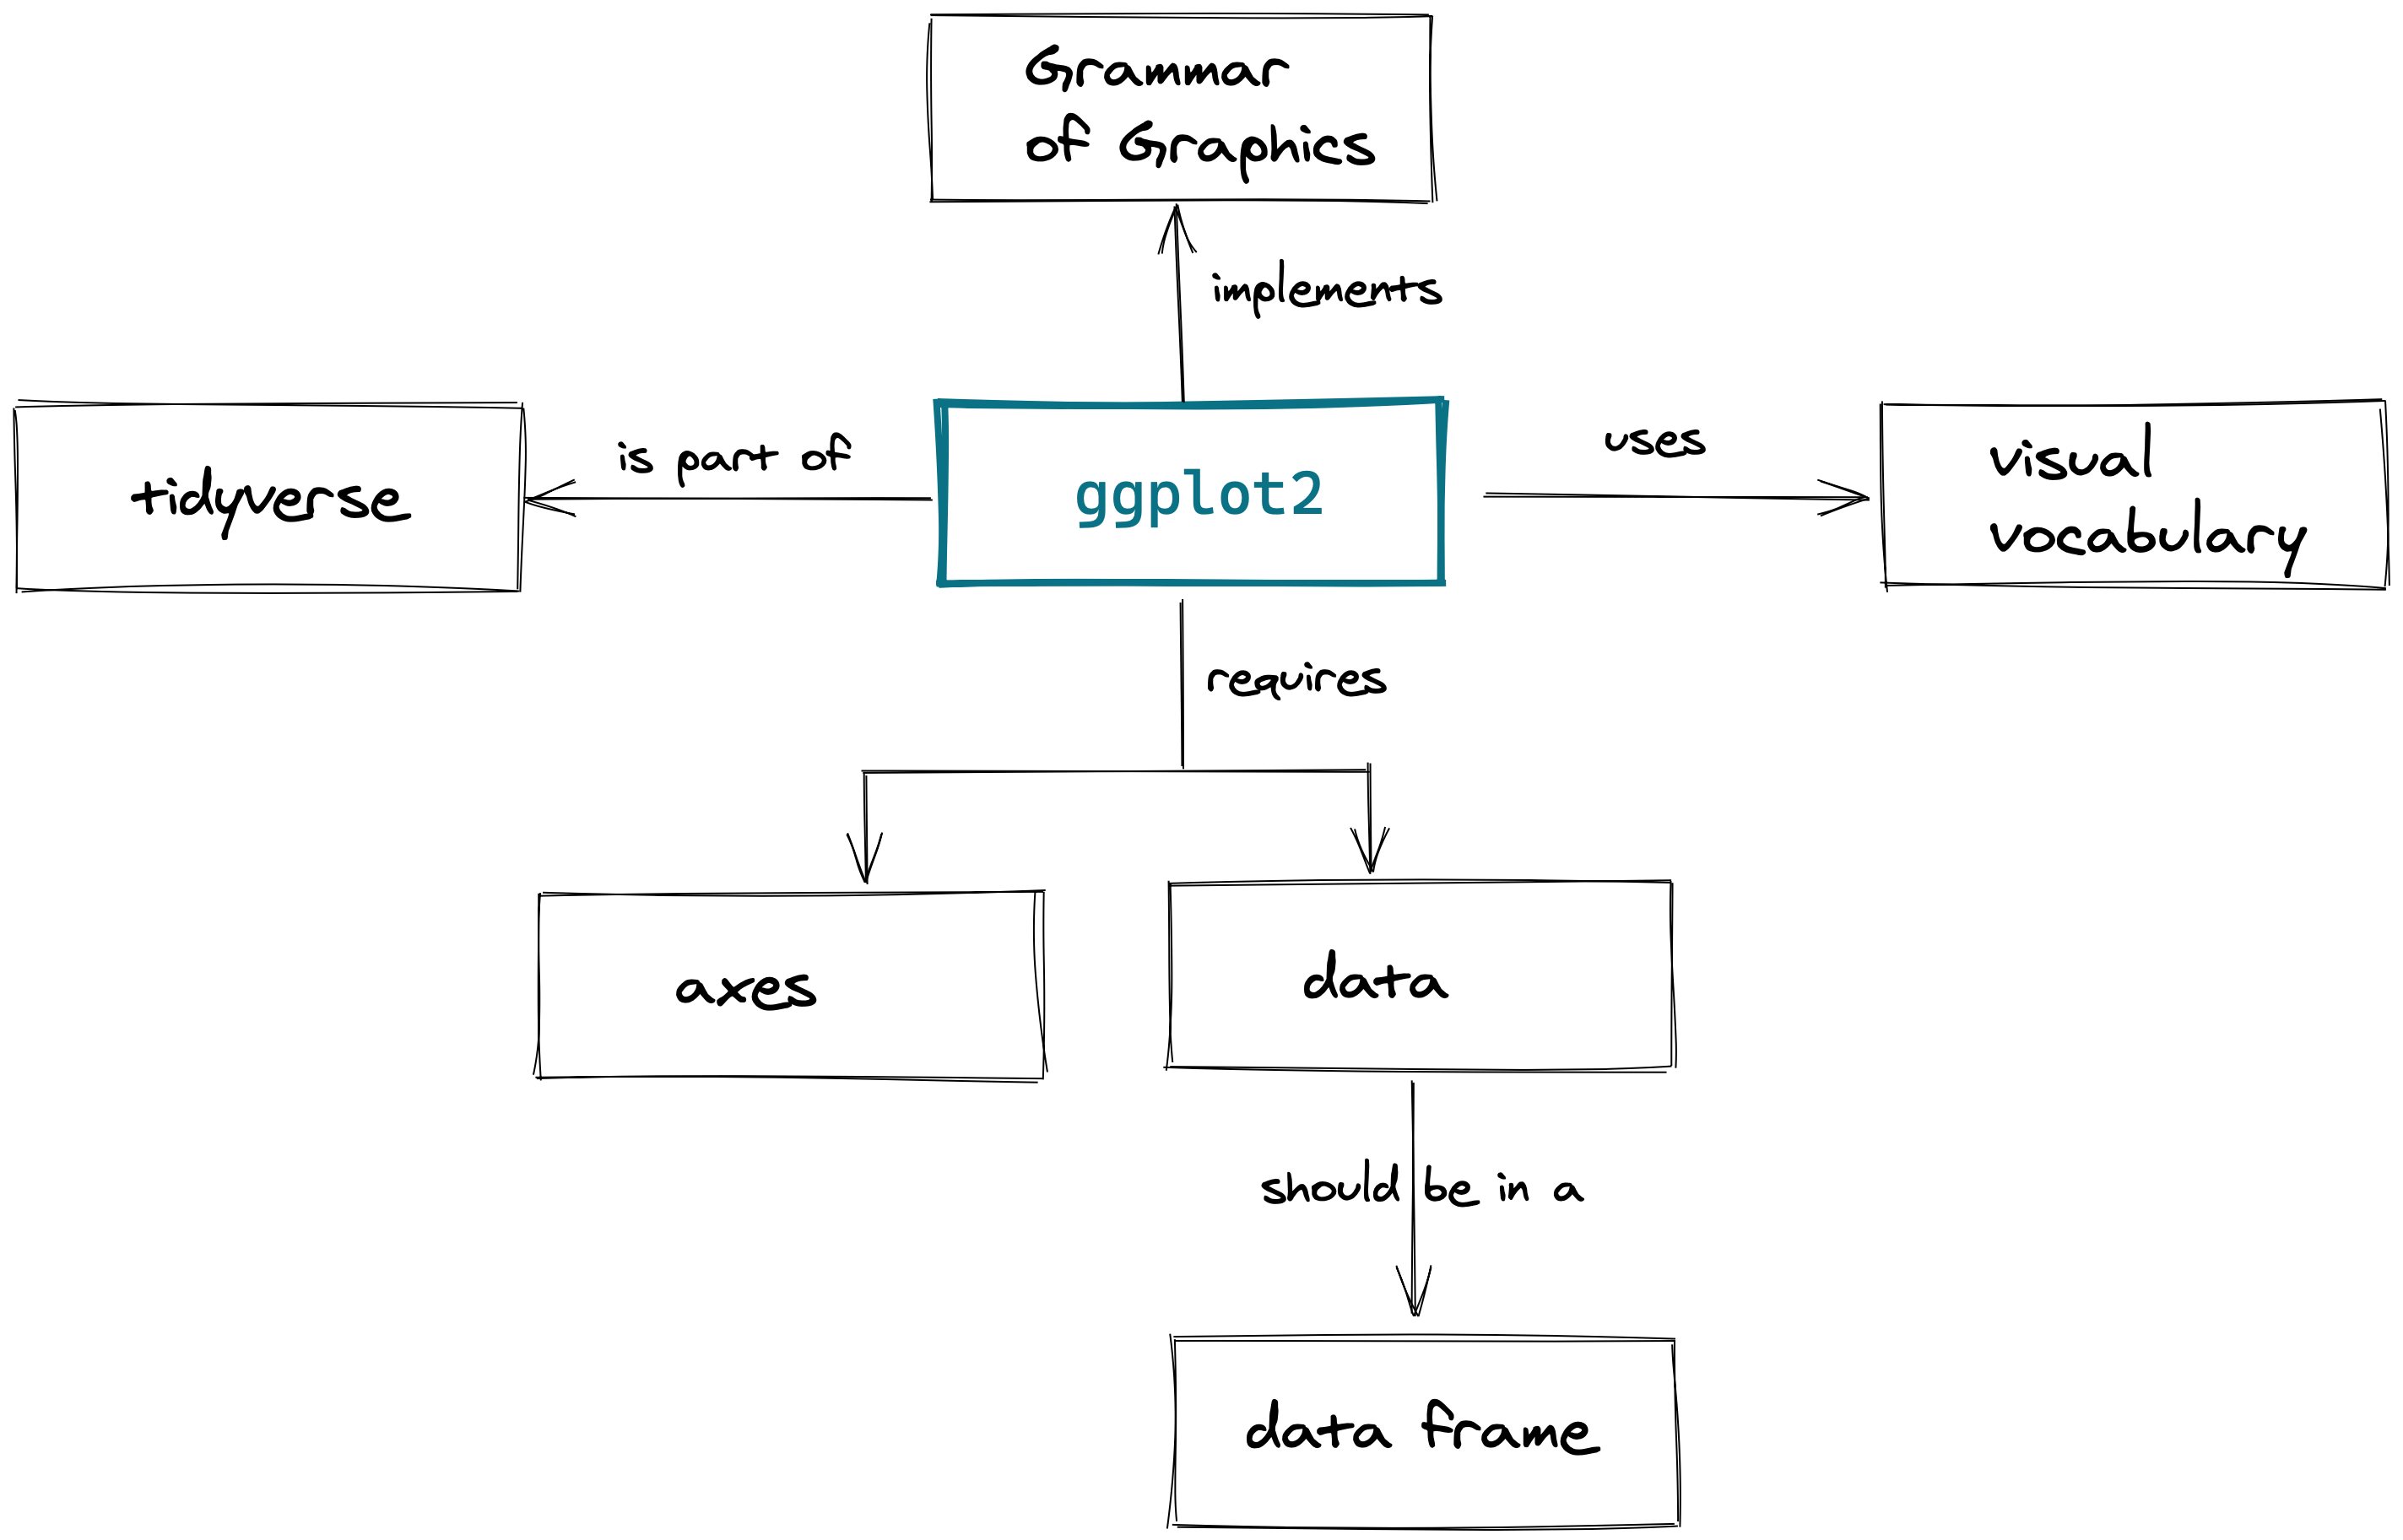 Grammar
of Graphics
implements
tidyverse
is part of
ggplot2
uses
visual
vocabulary
requires
axes
data
should be in a
data frame